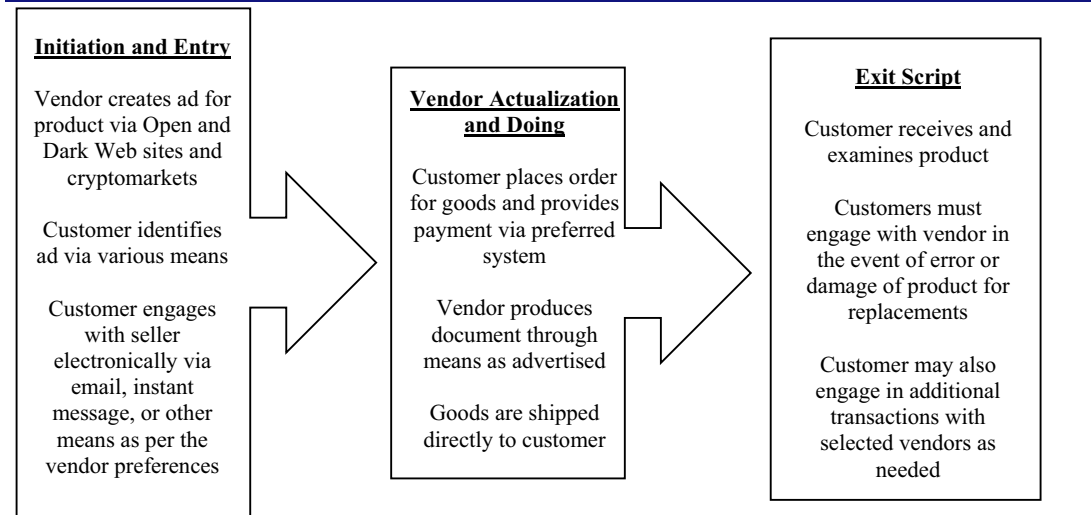 Initiation and Entry
Vendor creates ad for
product via Open and
Dark Web sites and
cryptomarkets
Customer identifies
ad via various means
Customer engages
with seller
electronically via
email, instant
message, or other
means as per the
vendor preferences
Vendor Actualization
and Doing
Customer places order
for goods and provides
payment via preferred
system
Vendor produces
document through
means as advertised
Goods are shipped
directly to customer
Exit Script
Customer receives and
examines product
Customers must
engage with vendor in
the event of error or
damage of product for
replacements
Customer may also
engage in additional
transactions with
selected vendors as
needed